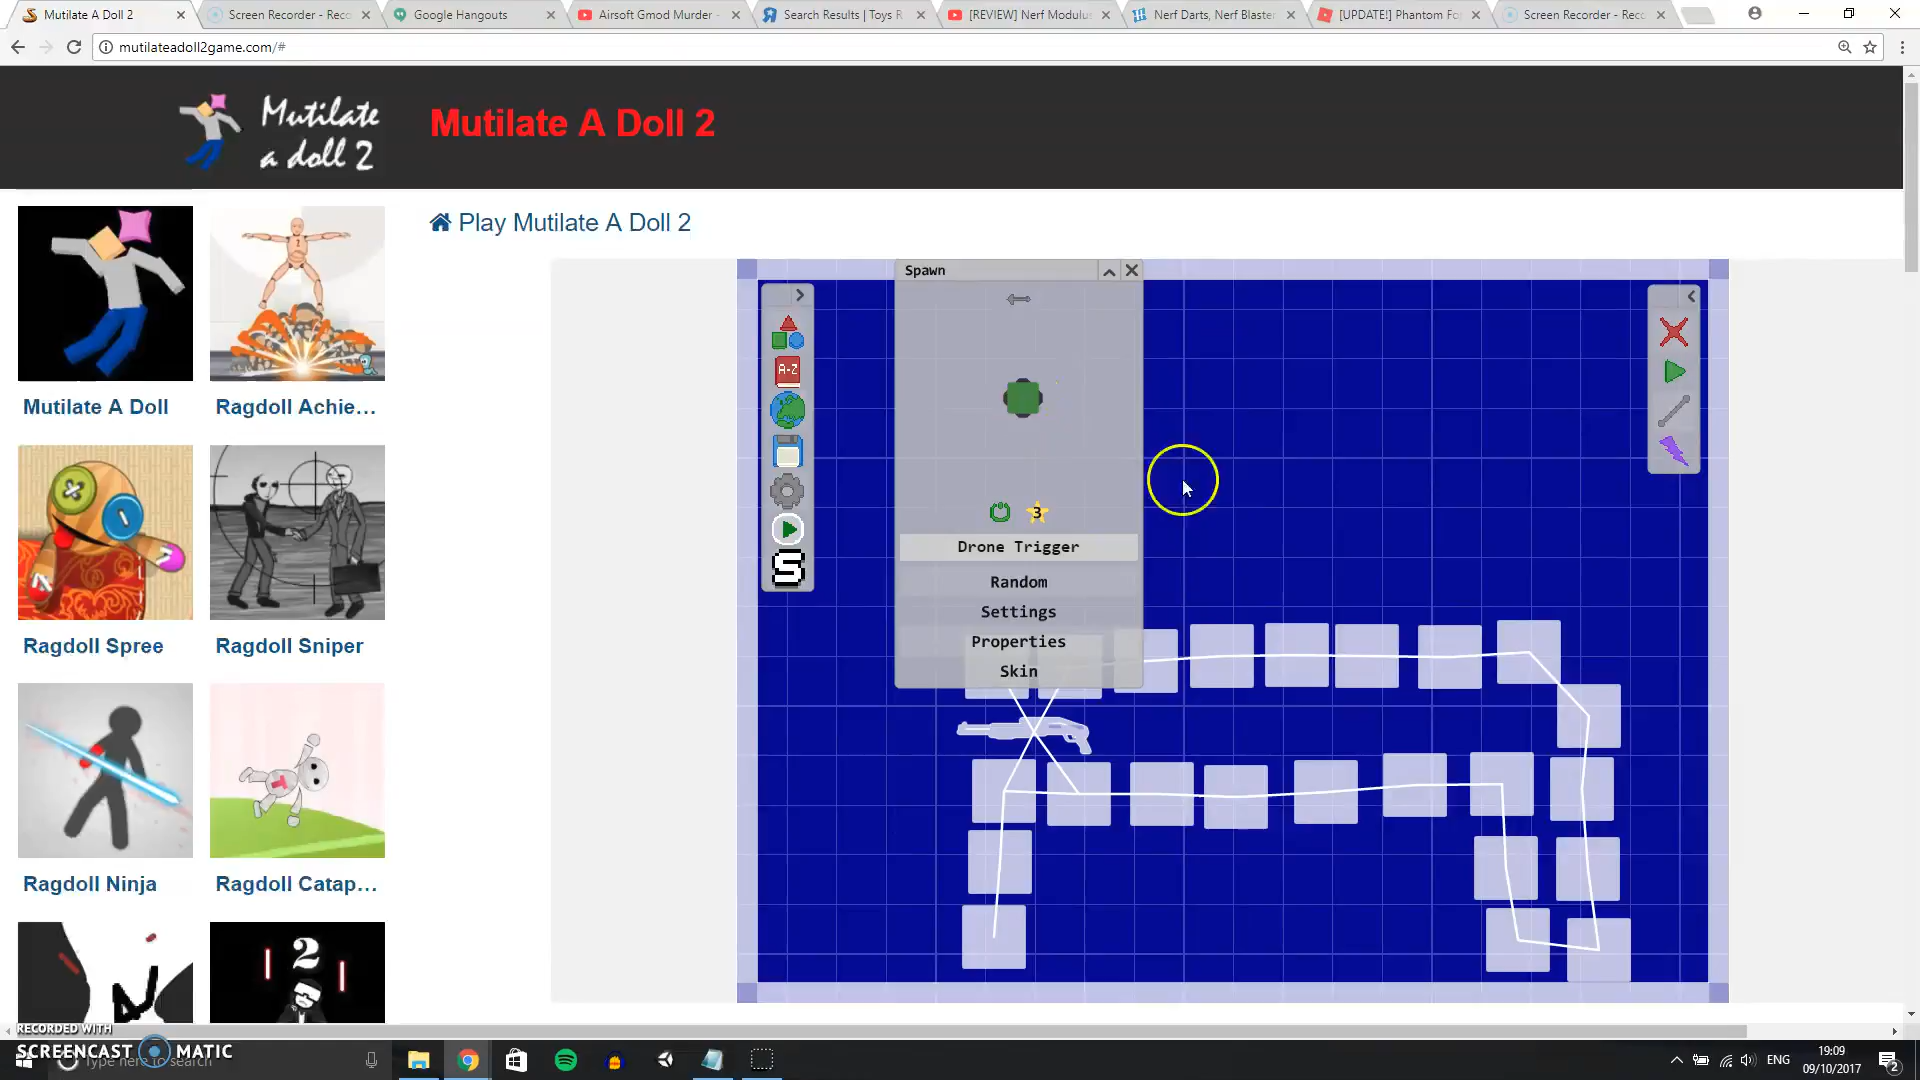 Mutilate A Doll 2
Screen Recorder - Reco
Google Hangouts
Airsoft Gmod Murder -
Search Results | Toys R
[REVIEW] Nerf Modulus
Nerf Darts, Nerf Blaster
[UPDATE!] Phantom Fo
Screen Recorder - Reco
mutilateadoll2game.com/#
Mutilate
a doll 2
Mutilate A Doll 2
Play Mutilate A Doll 2
Mutilate A Doll
Ragdoll Achie...
Ragdoll Spree
Ragdoll Sniper
Ragdoll Ninja
Ragdoll Catap...
2
Spawn
A-Z
S
3
Drone Trigger
Random
Settings
Properties
Skin
RECORDED WITH
SCREENCAST MATIC
Type here to search
ENG
19:09
09/10/2017
2